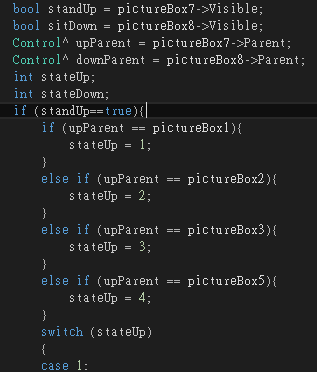 bool standUp = pictureBox7->Visible;
bool sitDown = pictureBox8->Visible;
Control^ upParent = pictureBox7->Parent;
Control^ downParent = pictureBox8->Parent;
int stateUp;
int stateDown;
if (standUp==true){
if (upParent == pictureBox1){
stateUp = 1;
}
else if (upParent == pictureBox2){
stateUp = 2;
}
else if (upParent == pictureBox3){
stateUp = 3;
}
else if (upParent == pictureBox5){
stateUp = 4;
}
switch (stateUp)
{
case 1: